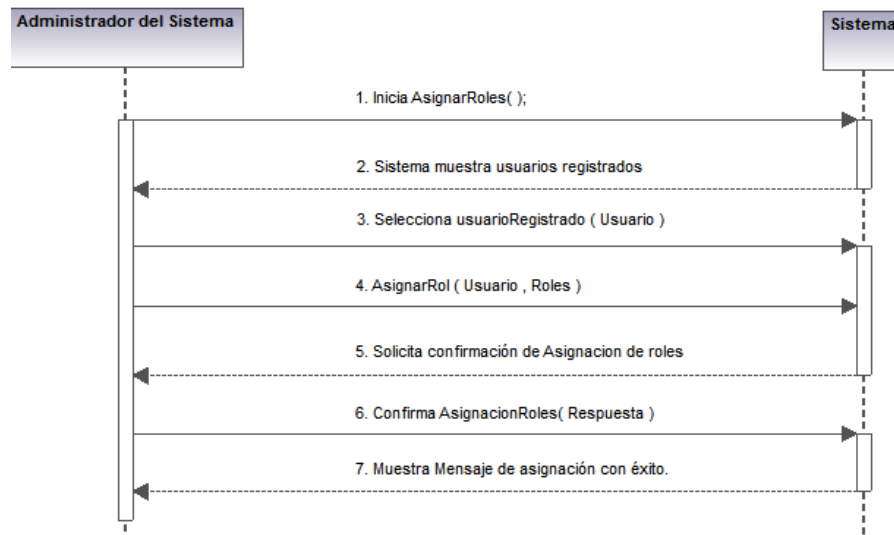 Administrador del Sistema
Sistema
1. Inicia AsignarRoles( );
2. Sistema muestra usuarios registrados
3. Selecciona usuarioRegistrado ( Usuario )
4. AsignarRol ( Usuario , Roles )
5. Solicita confirmación de Asignacion de roles
6. Confirma AsignacionRoles( Respuesta )
7. Muestra Mensaje de asignación con éxito.